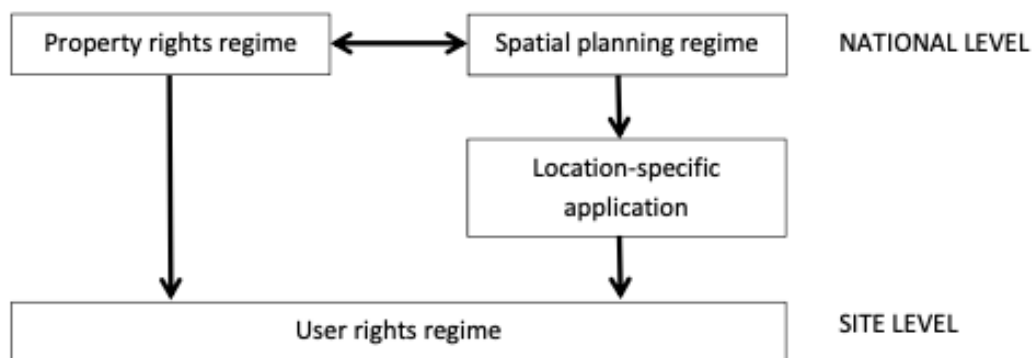 Property rights regime
Spatial planning regime
NATIONAL LEVEL
Location-specific
application
User rights regime
SITE LEVEL